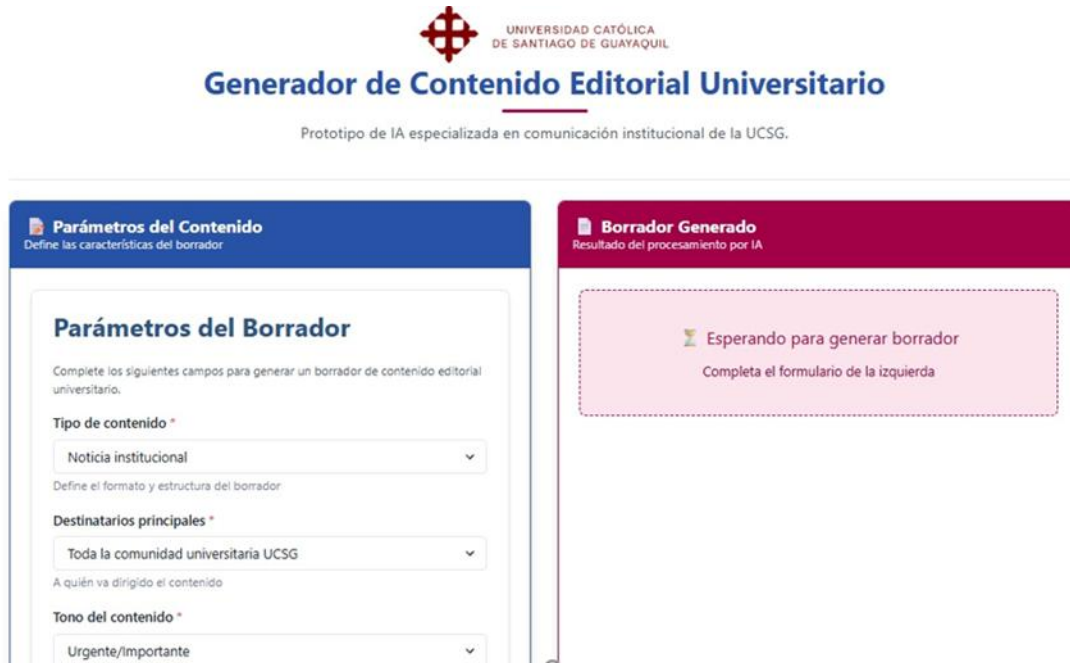 UNIVERSIDAD CATÓLICA
DE SANTIAGO DE GUAYAQUIL
Generador de Contenido Editorial Universitario
Prototipo de IA especializada en comunicación institucional de la UCSG.
Parámetros del Contenido
Define las características del borrador
Parámetros del Borrador
Complete los siguientes campos para generar un borrador de contenido editorial
universitario.
Tipo de contenido *
Noticia institucional
Define el formato y estructura del borrador
Destinatarios principales *
Toda la comunidad universitaria UCSG
A quién va dirigido el contenido
Tono del contenido *
Urgente/Importante
Borrador Generado
Resultado del procesamiento por IA
Esperando para generar borrador
Completa el formulario de la izquierda